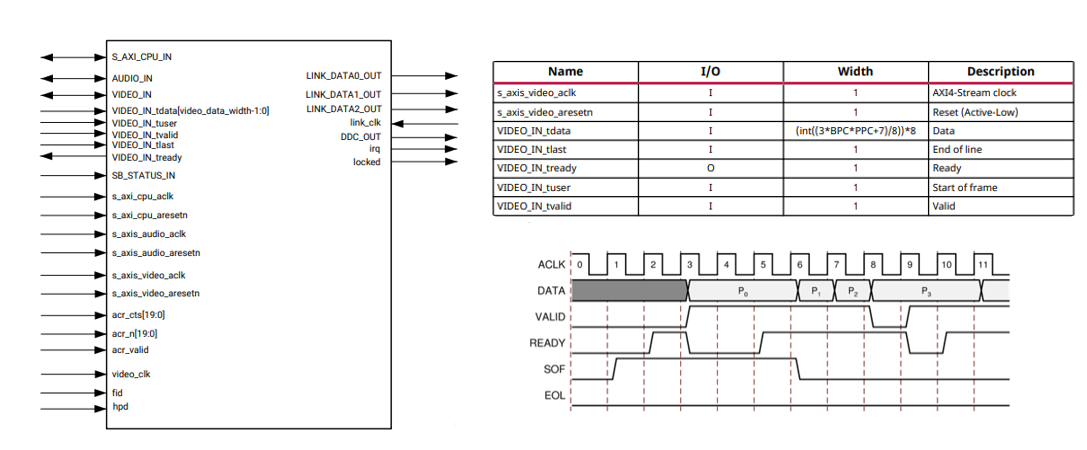 S_AXI_CPU_IN
AUDIO_IN
VIDEO_IN
VIDEO_IN_tdata[video_data_width-1:0]
VIDEO_IN_tuser
VIDEO_IN_tvalid
VIDEO_IN_tlast
VIDEO_IN_tready
SB_STATUS_IN
s_axi_cpu_aclk
s_axi_cpu_aresetn
s_axis_audio_aclk
s_axis_audio_aresetn
s_axis_video_aclk
s_axis_video_aresetn
acr_cts[19:0]
acr_n[19:0]
acr_valid
video_clk
fid
hpd
LINK_DATA0_OUT
LINK_DATA1_OUT
LINK_DATA2_OUT
link_clk
DDC_OUT
irq
locked
Name I/O Width Description
s_axis_video_aclk I 1 AXI4-Stream clock
s_axis_video_aresetn I 1 Reset (Active-Low)
VIDEO_IN_tdata I (int((3*BPC*PPC+7)/8))*8 Data
VIDEO_IN_tlast I 1 End of line
VIDEO_IN_tready O 1 Ready
VIDEO_IN_tuser I 1 Start of frame
VIDEO_IN_tvalid I 1 Valid
ACLK 0 1 2 3 4 5 6 7 8 9 10 11
DATA P0 P1 P2 P3
VALID
READY
SOF
EOL